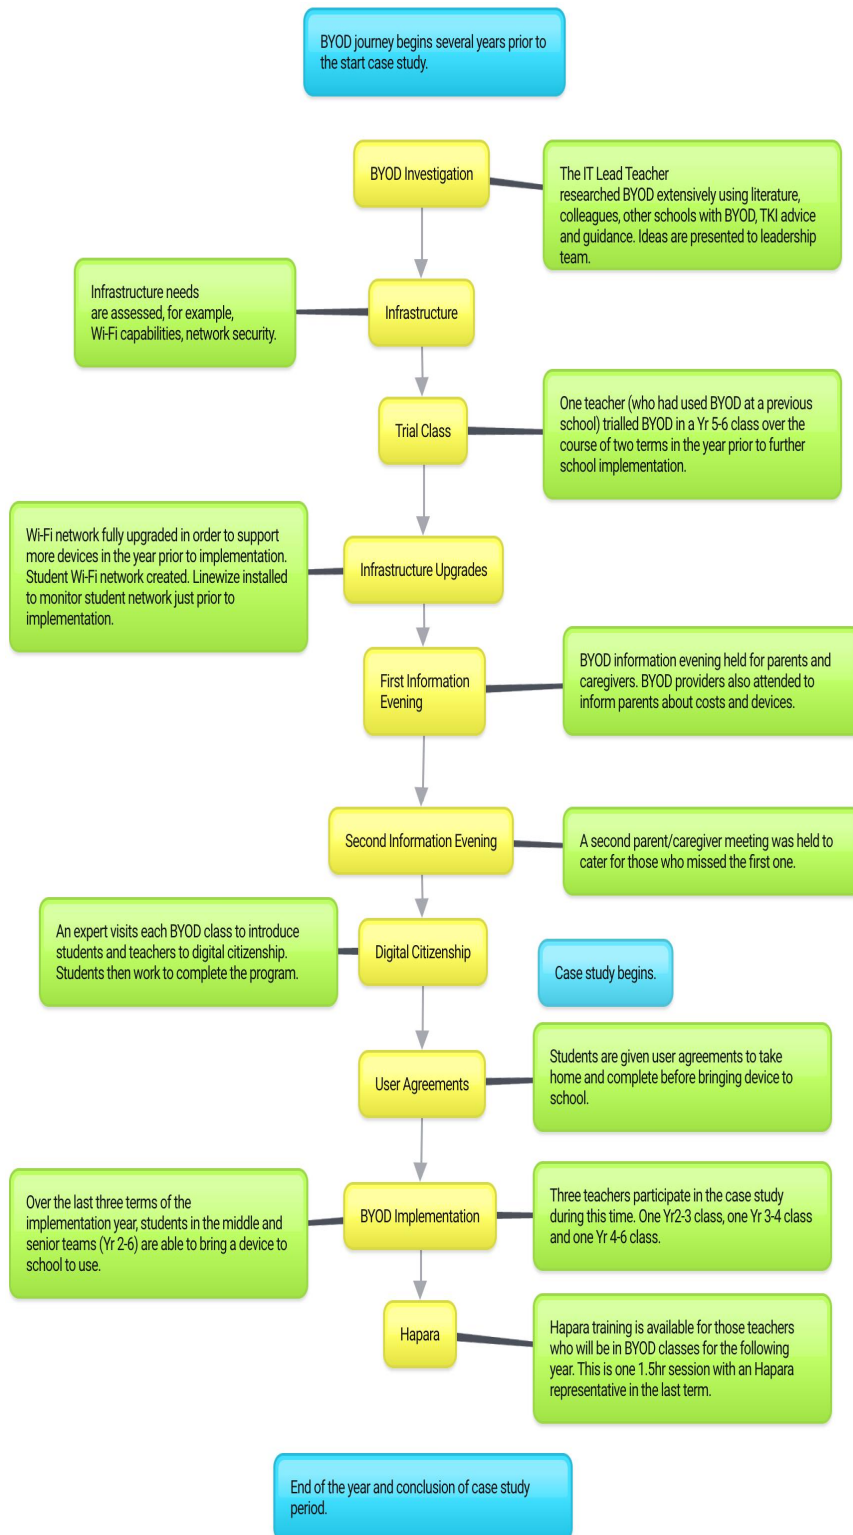 BYOD journey begins several years prior to
the start case study.
BYOD Investigation
The IT Lead Teacher
researched BYOD extensively using literature,
colleagues, other schools with BYOD, TKI advice
and guidance. Ideas are presented to leadership
team.
Infrastructure needs
are assessed, for example,
Wi-Fi capabilities, network security.
Infrastructure
Trial Class
One teacher (who had used BYOD at a previous
school) trialled BYOD in a Yr 5-6 class over the
course of two terms in the year prior to further
school implementation.
Wi-Fi network fully upgraded in order to support
more devices in the year prior to implementation.
Student Wi-Fi network created. Linewize installed
to monitor student network just prior to
implementation.
Infrastructure Upgrades
First Information
Evening
BYOD information evening held for parents and
caregivers. BYOD providers also attended to
inform parents about costs and devices.
Second Information Evening
A second parent/caregiver meeting was held to
cater for those who missed the first one.
An expert visits each BYOD class to introduce
students and teachers to digital citizenship.
Students then work to complete the program.
Digital Citizenship
Case study begins.
User Agreements
Students are given user agreements to take
home and complete before bringing device to
school.
Over the last three terms of the
implementation year, students in the middle and
senior teams (Yr 2-6) are able to bring a device to
school to use.
BYOD Implementation
Three teachers participate in the case study
during this time. One Yr2-3 class, one Yr 3-4 class
and one Yr 4-6 class.
Hapara
Hapara training is available for those teachers
who will be in BYOD classes for the following
year. This is one 1.5hr session with an Hapara
representative in the last term.
End of the year and conclusion of case study
period.